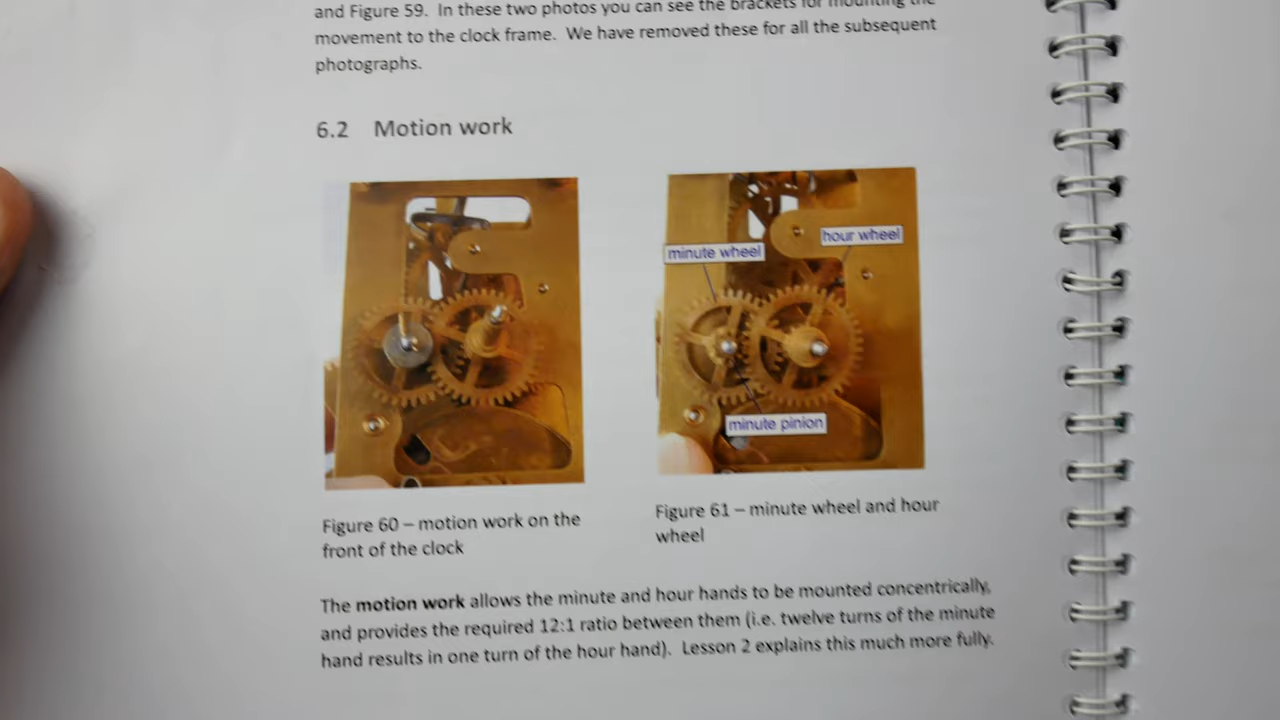 and Figure 59. In these two photos you can see the brackets for mounting the
movement to the clock frame. We have removed these for all the subsequent
photographs.
6.2 Motion work
minute wheel
hour wheel
minute pinion
Figure 60 – motion work on the
front of the clock
Figure 61 – minute wheel and hour
wheel
The motion work allows the minute and hour hands to be mounted concentrically,
and provides the required 12:1 ratio between them (i.e. twelve turns of the minute
hand results in one turn of the hour hand). Lesson 2 explains this much more fully.